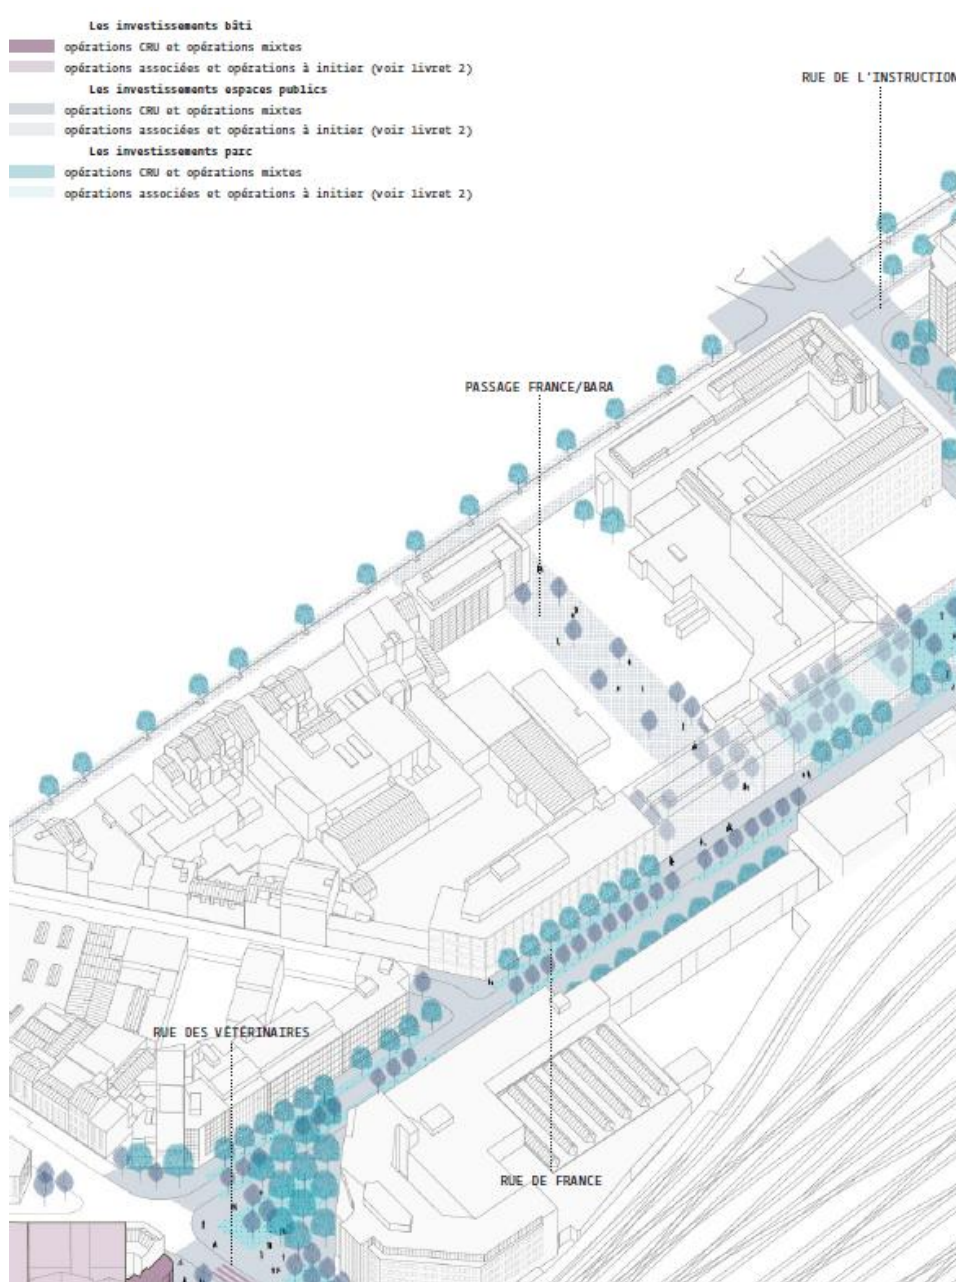 Les investissements bâti
opérations CRU et opérations mixtes
opérations associées et opérations à initier (voir livret 2)
Les investissements espaces publics
opérations CRU et opérations mixtes
opérations associées et opérations à initier (voir livret 2)
Les investissements parc
opérations CRU et opérations mixtes
opérations associées et opérations à initier (voir livret 2)
RUE DE L'INSTRUCTION
PASSAGE FRANCE/BARA
RUE DES VÉTÉRINAIRES
RUE DE FRANCE